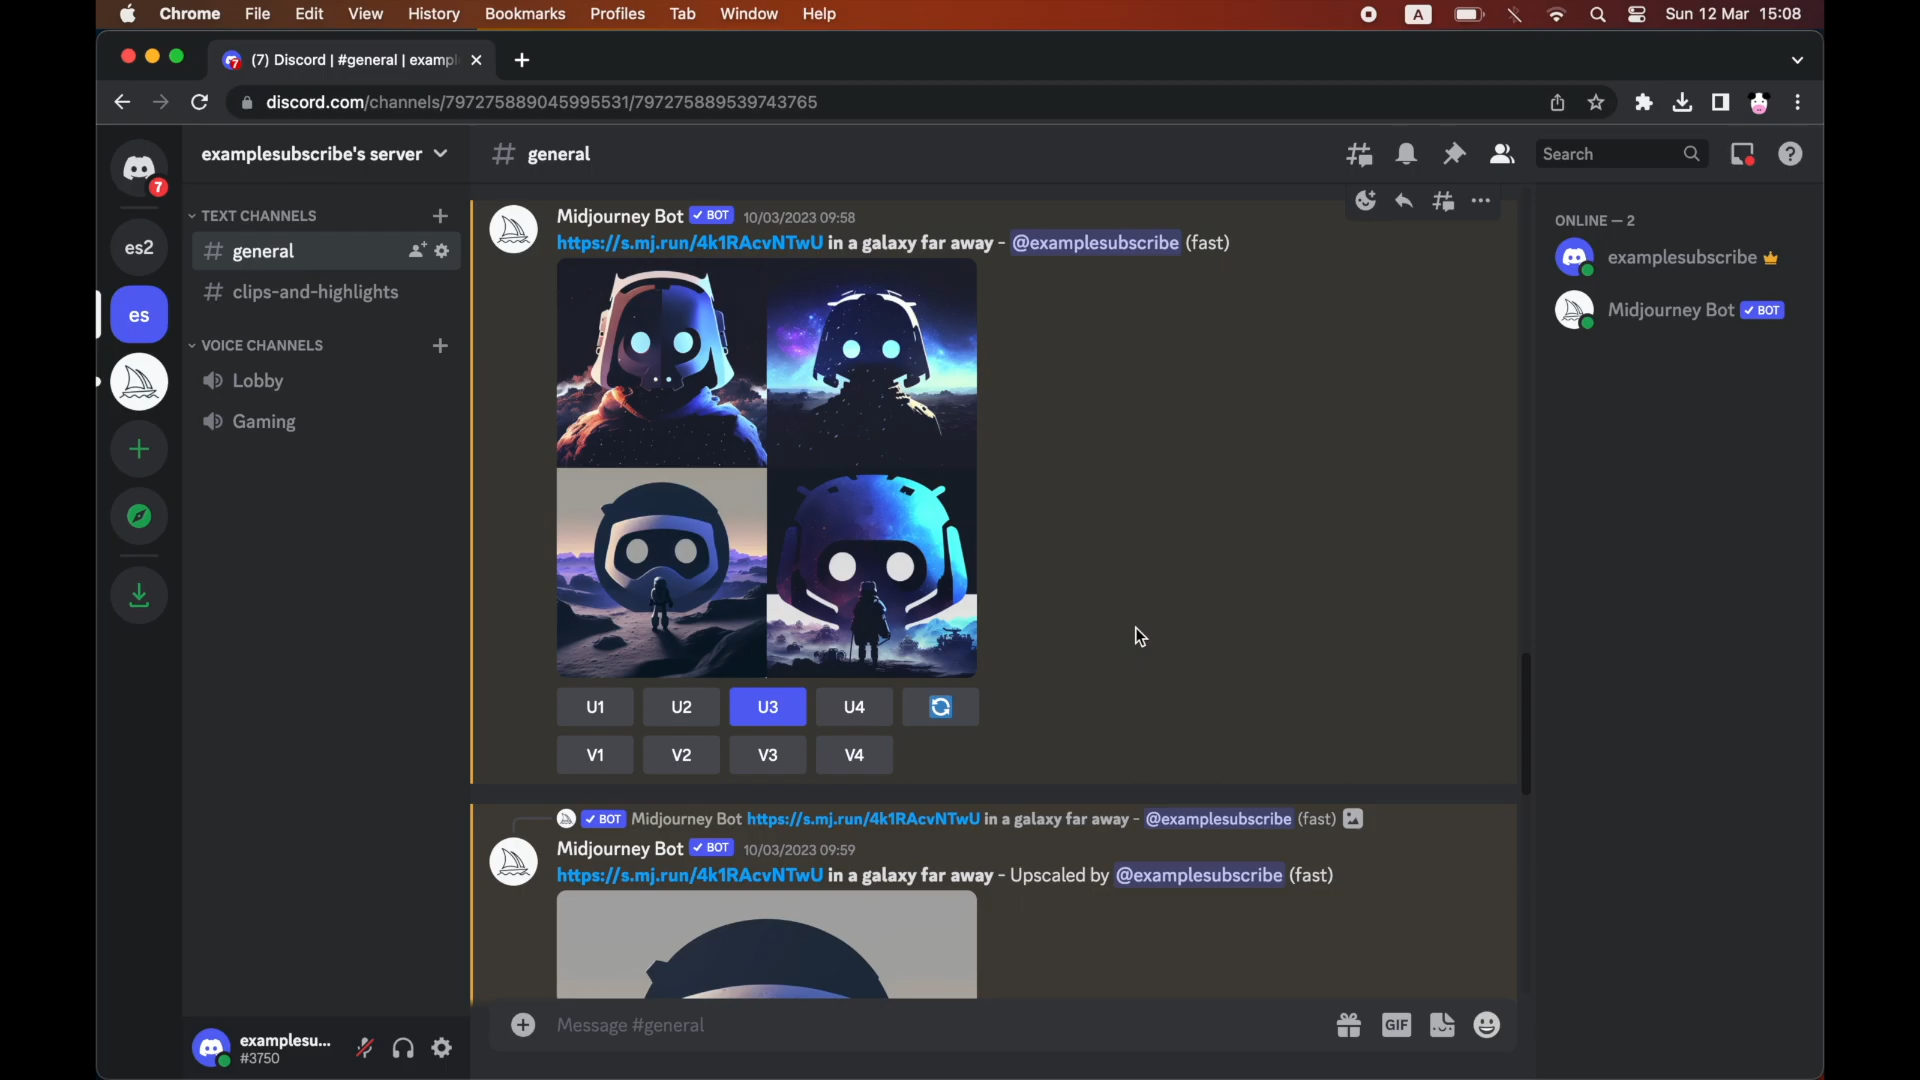 Chrome File Edit View History Bookmarks Profiles Tab Window Help A Sun 12 Mar 15:08
(7) Discord | #general | exampl
discord.com/channels/797275889045995531/797275889539743765
7
es2
es
examplesubscribe's server
TEXT CHANNELS
general
clips-and-highlights
VOICE CHANNELS
Lobby
Gaming
examplesu...
#3750
general
Search
Midjourney Bot BOT 10/03/2023 09:58
https://s.mj.run/4k1RAcvNTwU in a galaxy far away - @examplesubscribe (fast)
U1 U2 U3 U4
V1 V2 V3 V4
BOT Midjourney Bot https://s.mj.run/4k1RAcvNTwU in a galaxy far away - @examplesubscribe (fast)
Midjourney Bot BOT 10/03/2023 09:59
https://s.mj.run/4k1RAcvNTwU in a galaxy far away - Upscaled by @examplesubscribe (fast)
Message #general
GIF
ONLINE — 2
examplesubscribe
Midjourney Bot BOT